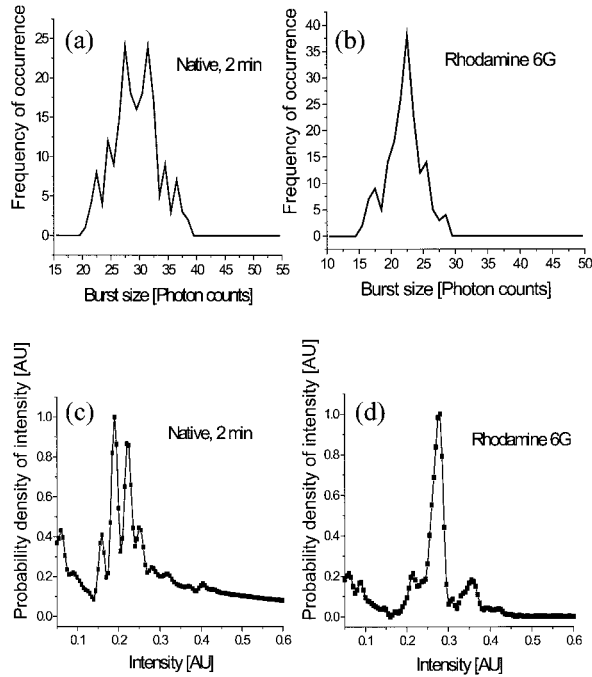 (a)
Native, 2 min
Frequency of occurrence
25
20
15
10
5
0
15 20 25 30 35 40 45 50 55
Burst size [Photon counts]
(b)
Rhodamine 6G
Frequency of occurrence
40
35
30
25
20
15
10
5
0
10 15 20 25 30 35 40 45 50
Burst size [Photon counts]
(c)
Native, 2 min
Probability density of intensity [AU]
1.0
0.8
0.6
0.4
0.2
0.0
0.1 0.2 0.3 0.4 0.5 0.6
Intensity [AU]
(d)
Rhodamine 6G
Probability density of intensity [AU]
1.0
0.8
0.6
0.4
0.2
0.0
0.1 0.2 0.3 0.4 0.5 0.6
Intensity [AU]